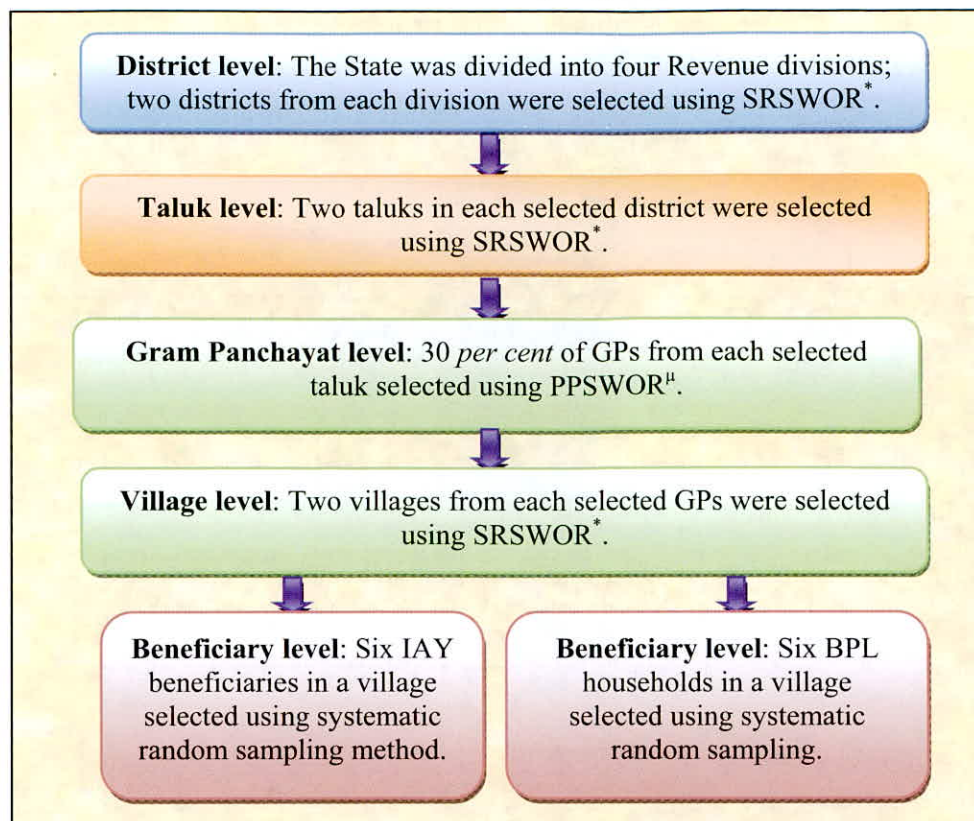 District level: The State was divided into four Revenue divisions;
two districts from each division were selected using SRSWOR*.
Taluk level: Two taluks in each selected district were selected
using SRSWOR*.
Gram Panchayat level: 30 per cent of GPs from each selected
taluk selected using PPSWORμ.
Village level: Two villages from each selected GPs were selected
using SRSWOR*.
Beneficiary level: Six IAY
beneficiaries in a village
selected using systematic
random sampling method.
Beneficiary level: Six BPL
households in a village
selected using systematic
random sampling.